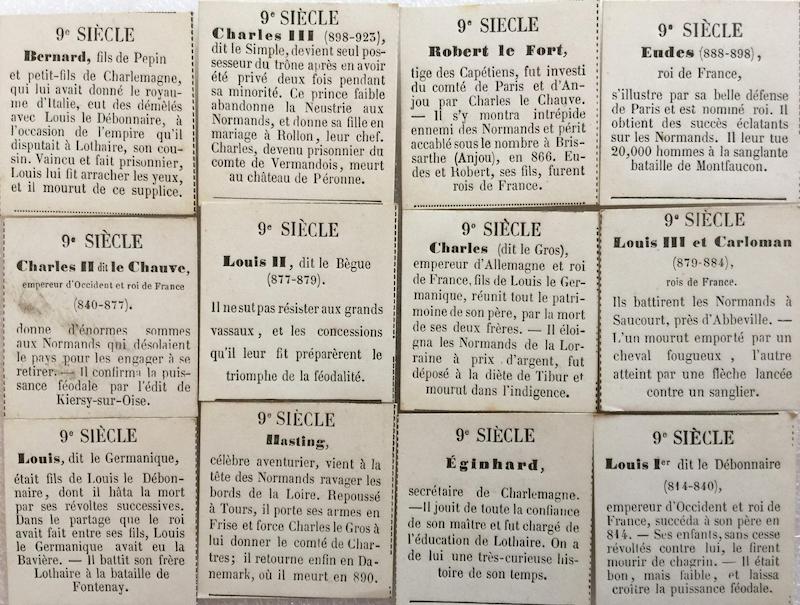 9e SIÈCLE
Bernard, fils de Pepin
et petit-fils de Charlemagne,
qui lui avait donné le royau-
me d'Italie, eut des démêlés
avec Louis le Débonnaire, à
l'occasion de l'empire qu'il
disputait à Lothaire, son cou-
sin. Vaincu et fait prisonnier,
Louis lui fit arracher les yeux,
et il mourut de ce supplice.
9e SIÈCLE
Charles III (898-923),
dit le Simple, devient seul pos-
sesseur du trône après en avoir
été privé deux fois pendant
sa minorité. Ce prince faible
abandonne la Neustrie aux
Normands, et donne sa fille en
mariage à Rollon, leur chef.
Charles, devenu prisonnier du
comte de Vermandois, meurt
au château de Péronne.
9e SIÈCLE
Robert le Fort,
tige des Capétiens, fut investi
du comté de Paris et d'An-
jou par Charles le Chauve.
— Il s'y montra intrépide
ennemi des Normands et périt
accablé sous le nombre à Bris-
sarthe (Anjou), en 866. Eu-
des et Robert, ses fils, furent
rois de France.
9e SIÈCLE
Eudes (888-898),
roi de France,
s'illustre par sa belle défense
de Paris et est nommé roi. Il
obtient des succès éclatants
sur les Normands. Il leur tue
20,000 hommes à la sanglante
bataille de Montfaucon.
9e SIÈCLE
Charles II dit le Chauve,
empereur d'Occident et roi de France
(840-877).
donne d'énormes sommes
aux Normands qui désolaient
le pays pour les engager à se
retirer. — Il confirma la puis-
sance féodale par l'édit de
Kiersy-sur-Oise.
9e SIÈCLE
Louis II, dit le Bègue
(877-879).
Il ne sut pas résister aux grands
vassaux, et les concessions
qu'il leur fit préparèrent le
triomphe de la féodalité.
9e SIÈCLE
Charles (dit le Gros),
empereur d'Allemagne et roi
de France, fils de Louis le Ger-
manique, réunit tout le patri-
moine de son père, par la mort
de ses deux frères. — Il éloi-
gna les Normands de la Lor-
raine à prix d'argent, fut
déposé à la diète de Tibur et
mourut dans l'indigence.
9e SIÈCLE
Louis III et Carloman
(879-884),
rois de France.
Ils battirent les Normands à
Saucourt, près d'Abbeville. —
L'un mourut emporté par un
cheval fougueux, l'autre
atteint par une flèche lancée
contre un sanglier.
9e SIÈCLE
Louis, dit le Germanique,
était fils de Louis le Débon-
naire, dont il hâta la mort
par ses révoltes successives.
Dans le partage que le roi
avait fait entre ses fils, Louis
le Germanique avait eu la
Bavière. — Il battit son frère
Lothaire à la bataille de
Fontenay.
9e SIÈCLE
Hasting,
célèbre aventurier, vient à la
tête des Normands ravager les
bords de la Loire. Repoussé
à Tours, il porte ses armes en
Frise et force Charles le Gros à
lui donner le comté de Char-
tres; il retourne enfin en Da-
nemark, où il meurt en 890.
9e SIÈCLE
Éginhard,
secrétaire de Charlemagne.
—Il jouit de toute la confiance
de son maître et fut chargé de
l'éducation de Lothaire. On a
de lui une très-curieuse his-
toire de son temps.
9e SIÈCLE
Louis Ier dit le Débonnaire
(814-840),
empereur d'Occident et roi de
France, succéda à son père en
814. — Ses enfants, sans cesse
révoltés contre lui, le firent
mourir de chagrin. — Il était
bon, mais faible, et laissa
croître la puissance féodale.